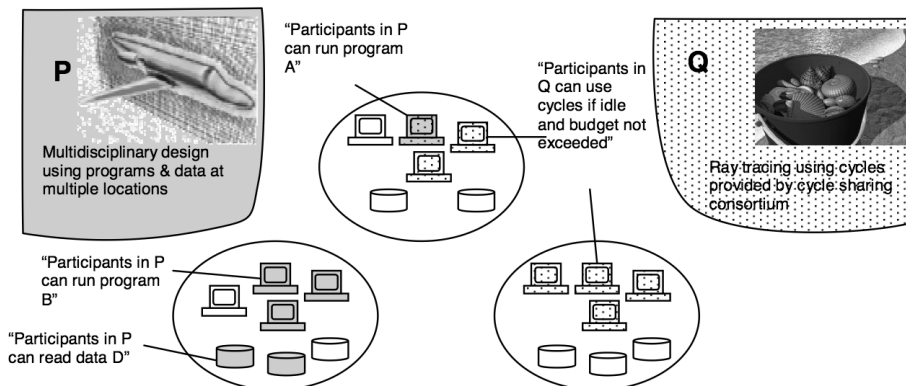 P
Multidisciplinary design
using programs & data at
multiple locations
“Participants in P
can run program
A”
“Participants in
Q can use
cycles if idle
and budget not
exceeded”
Q
Ray tracing using cycles
provided by cycle sharing
consortium
“Participants in P
can run program
B”
“Participants in P
can read data D”